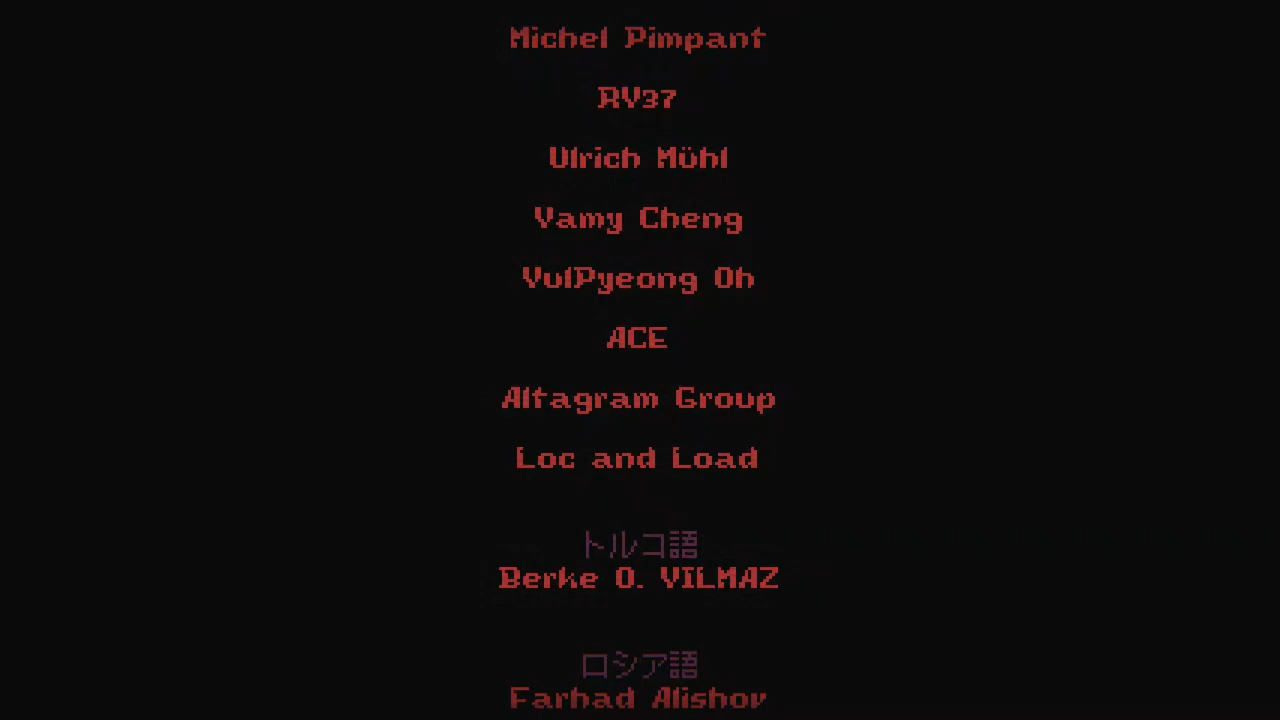 Michel Pimpant
RV37
Ulrich Mühl
Vamy Cheng
VulPyeong Oh
ACE
Altagram Group
Loc and Load
トルコ語
Berke O. YILMAZ
ロシア語
Farhad Alishov